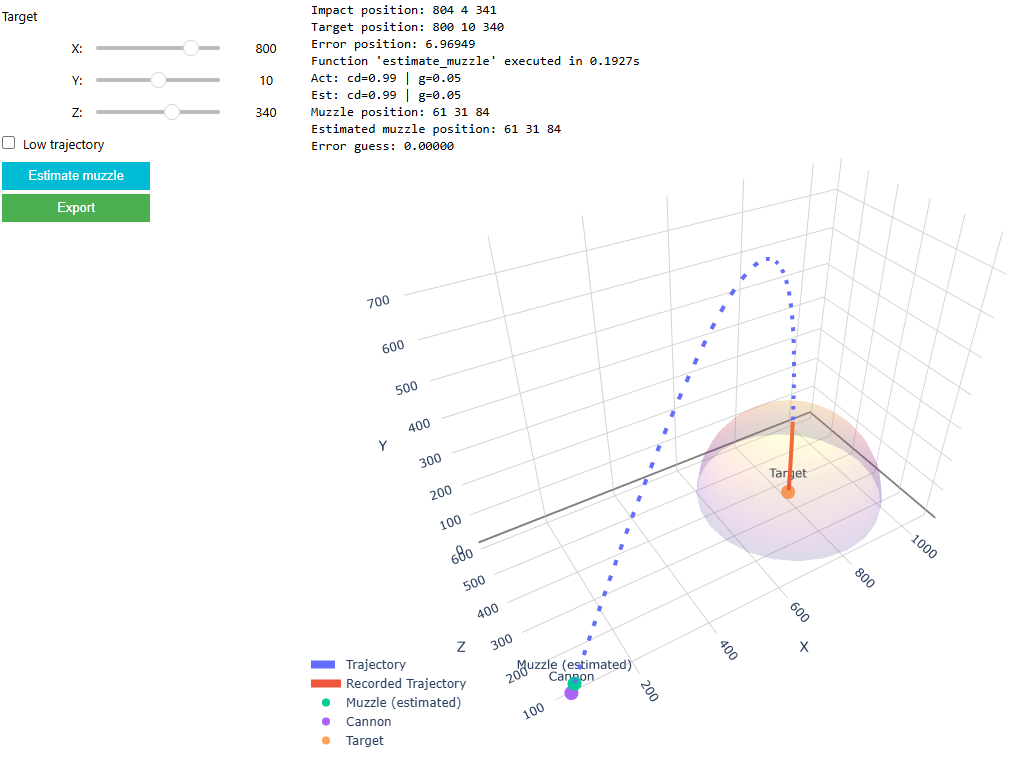 Target
X: 800
Y: 10
Z: 340
Low trajectory
Estimate muzzle
Export
Impact position: 804 4 341
Target position: 800 10 340
Error position: 6.96949
Function 'estimate_muzzle' executed in 0.1927s
Act: cd=0.99 | g=0.05
Est: cd=0.99 | g=0.05
Muzzle position: 61 31 84
Estimated muzzle position: 61 31 84
Error guess: 0.00000
700
600
500
400
300
200
100
0
Y
600
500
400
300
200
100
Z
200
400
600
800
1000
X
Target
Muzzle (estimated)
Cannon
Trajectory
Recorded Trajectory
Muzzle (estimated)
Cannon
Target